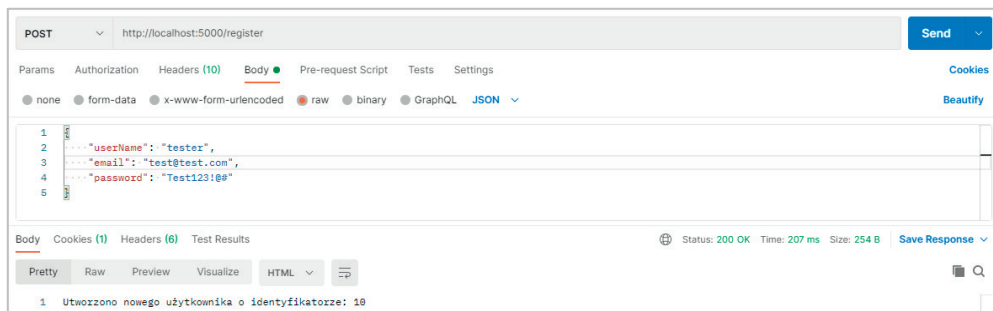 POST http://localhost:5000/register Send
Params Authorization Headers (10) Body Pre-request Script Tests Settings Cookies
none form-data x-www-form-urlencoded raw binary GraphQL JSON Beautify
1 {
2 "userName": "tester",
3 "email": "test@test.com",
4 "password": "Test123!@#"
5 }
Body Cookies (1) Headers (6) Test Results Status: 200 OK Time: 207 ms Size: 254 B Save Response
Pretty Raw Preview Visualize HTML
1 Utworzono nowego użytkownika o identyfikatorze: 10